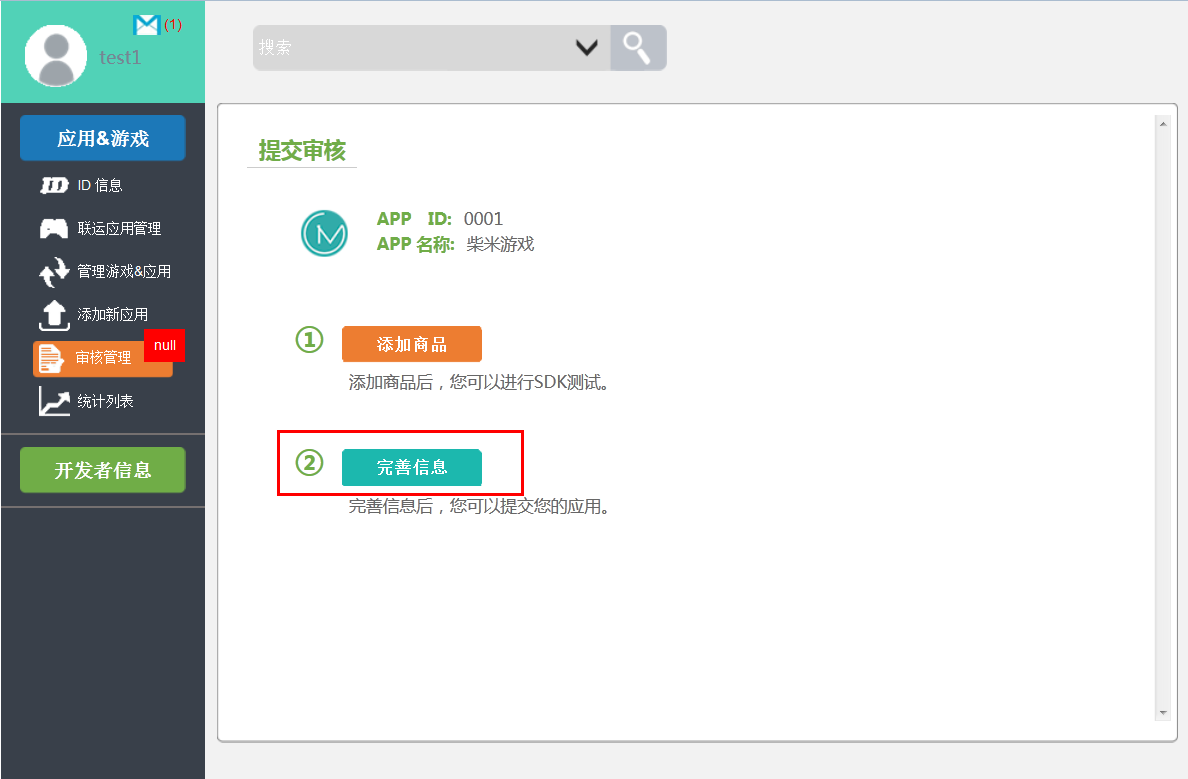 (1)
test1
搜索
应用&游戏
ID 信息
联运应用管理
管理游戏&应用
添加新应用
null
审核管理
统计列表
开发者信息
提交审核
APP ID: 0001
APP 名称: 柴米游戏
① 添加商品
添加商品后，您可以进行SDK测试。
② 完善信息
完善信息后，您可以提交您的应用。